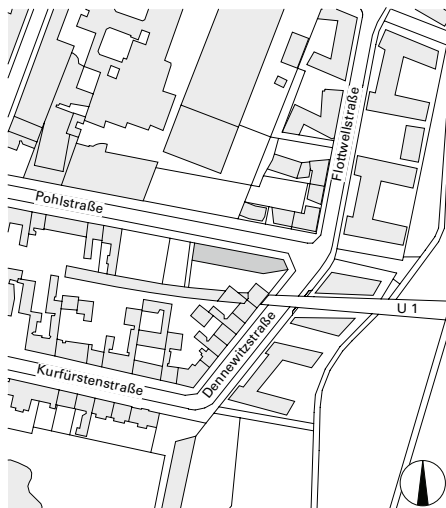 Flottwellstraße
Pohlstraße
U 1
Dennewitzstraße
Kurfürstenstraße